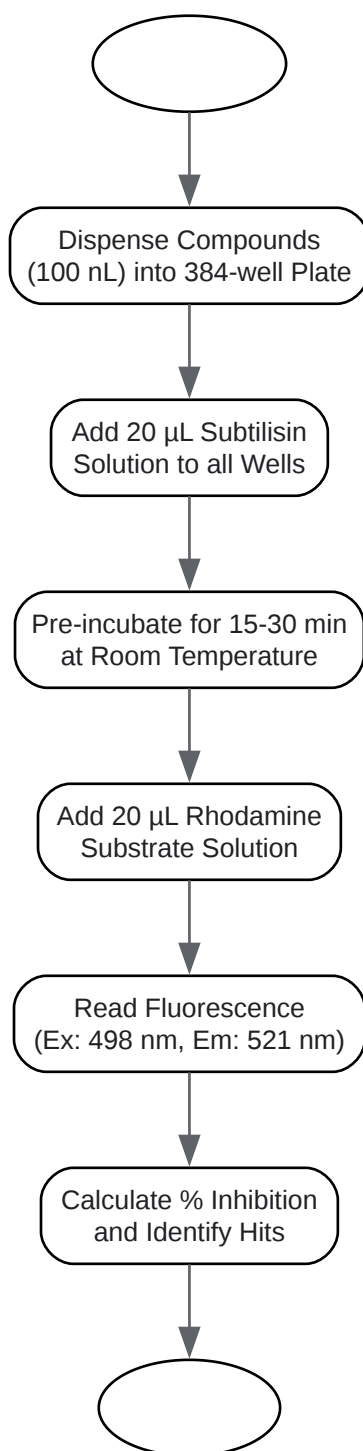 Dispense Compounds
(100 nL) into 384-well Plate
Add 20 µL Subtilisin
Solution to all Wells
Pre-incubate for 15-30 min
at Room Temperature
Add 20 µL Rhodamine
Substrate Solution
Read Fluorescence
(Ex: 498 nm, Em: 521 nm)
Calculate % Inhibition
and Identify Hits